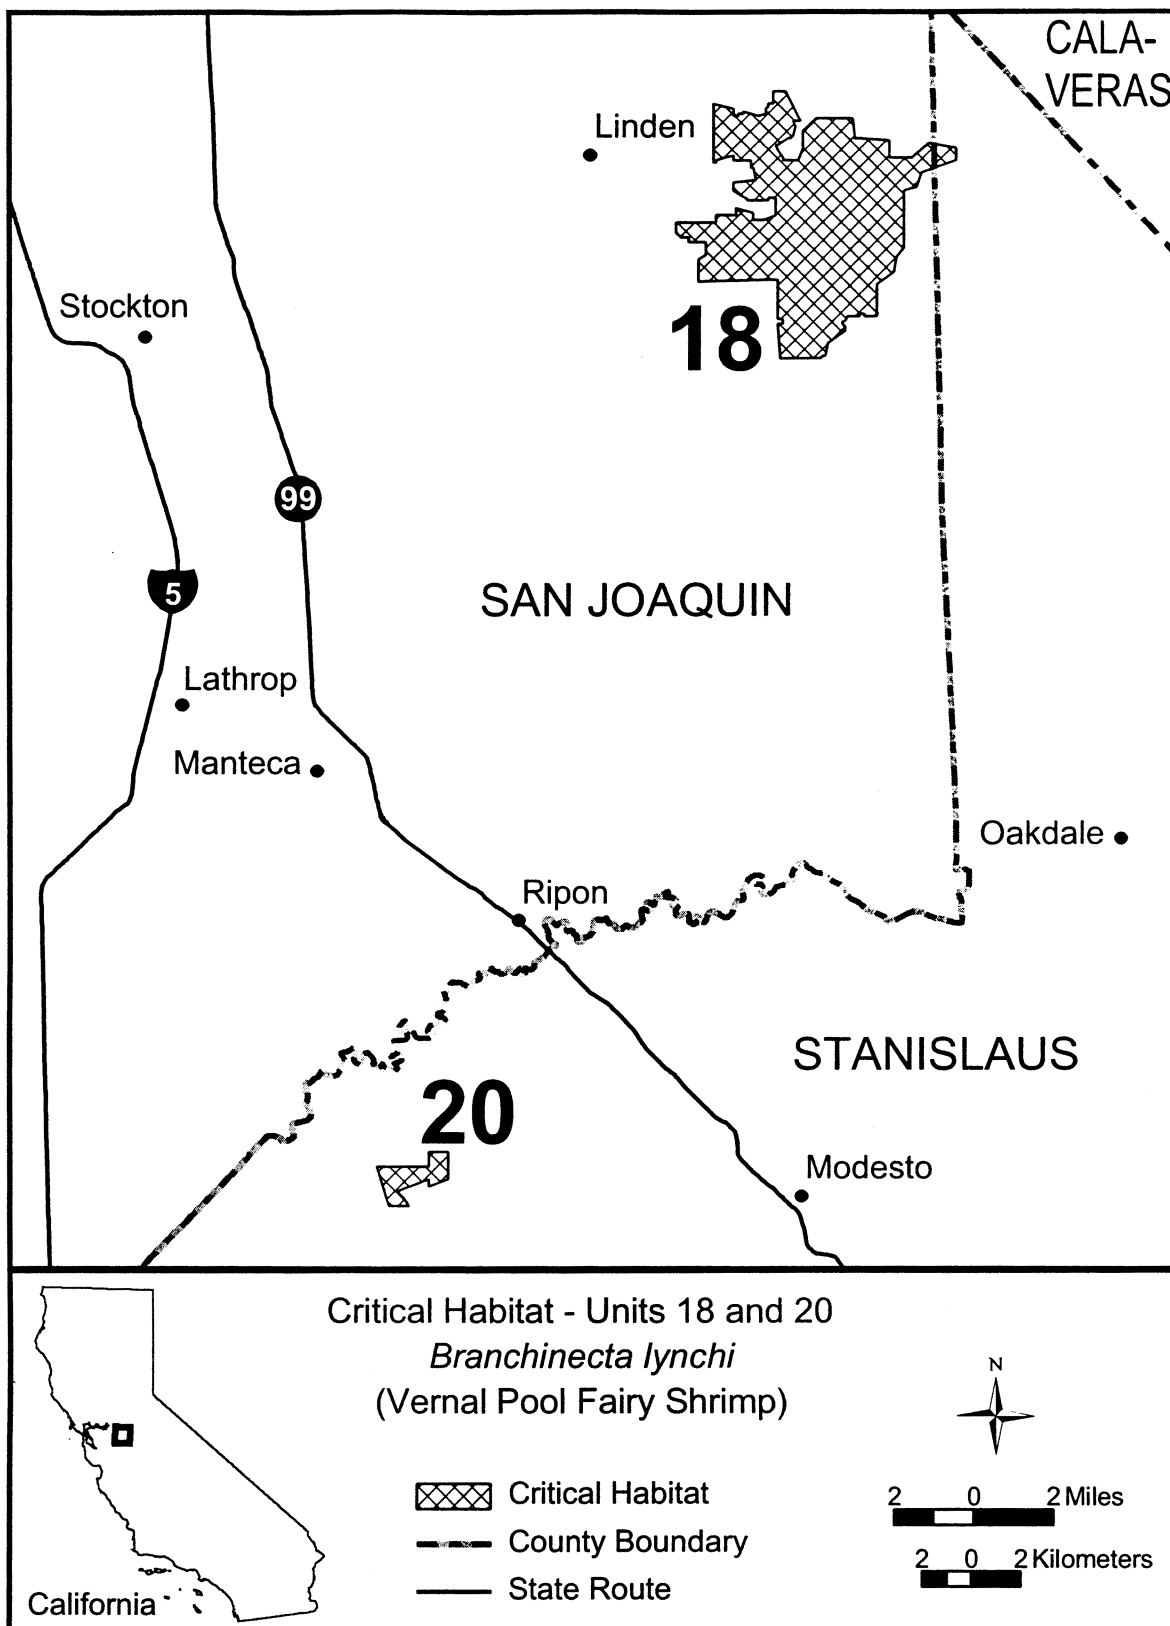 CALA-
VERAS
Linden
Stockton
18
99
5
SAN JOAQUIN
Lathrop
Manteca
Oakdale
Ripon
STANISLAUS
20
Modesto
Critical Habitat - Units 18 and 20
Branchinecta lynchi
(Vernal Pool Fairy Shrimp)
N
Critical Habitat
County Boundary
State Route
2 0 2 Miles
2 0 2 Kilometers
California